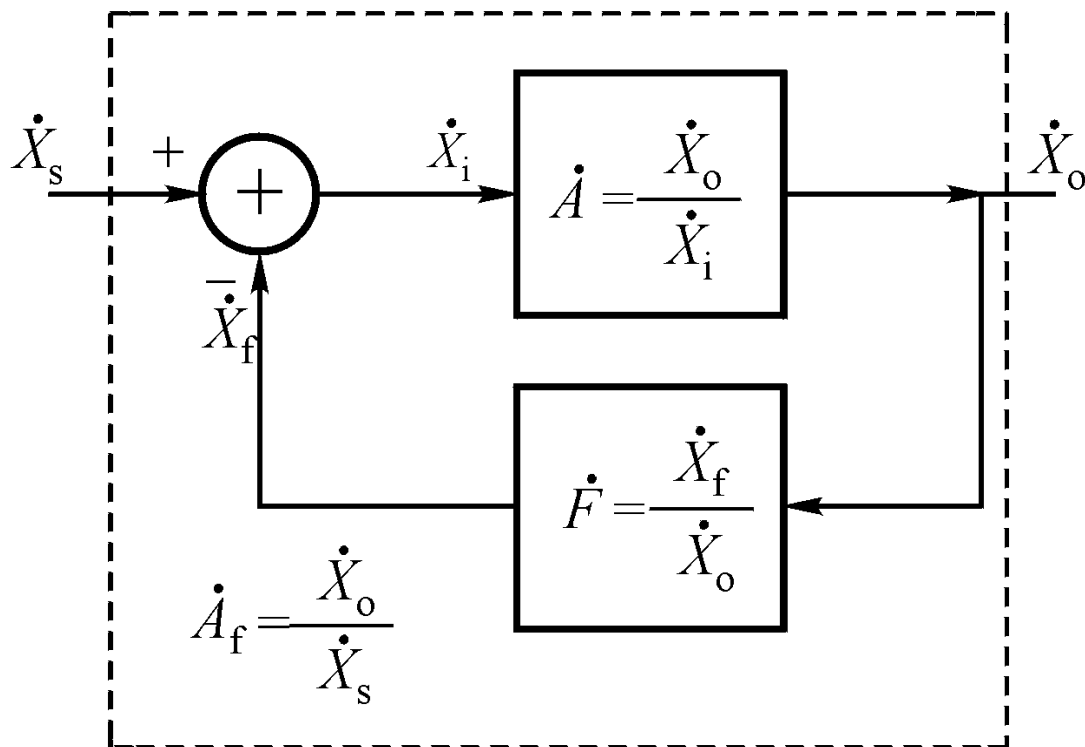 Ẋs + + Ẋi Ȧ = Ẋo / Ẋi Ẋo
− Ẋf
Ḟ = Ẋf / Ẋo
Ȧf = Ẋo / Ẋs